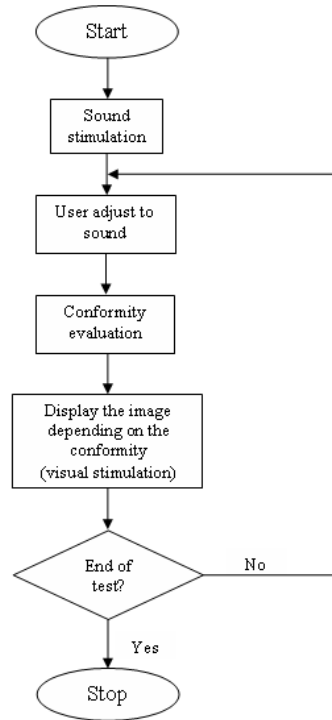 Start
Sound
stimulation
User adjust to
sound
Conformity
evaluation
Display the image
depending on the
conformity
(visual stimulation)
End of
test?
No
Yes
Stop